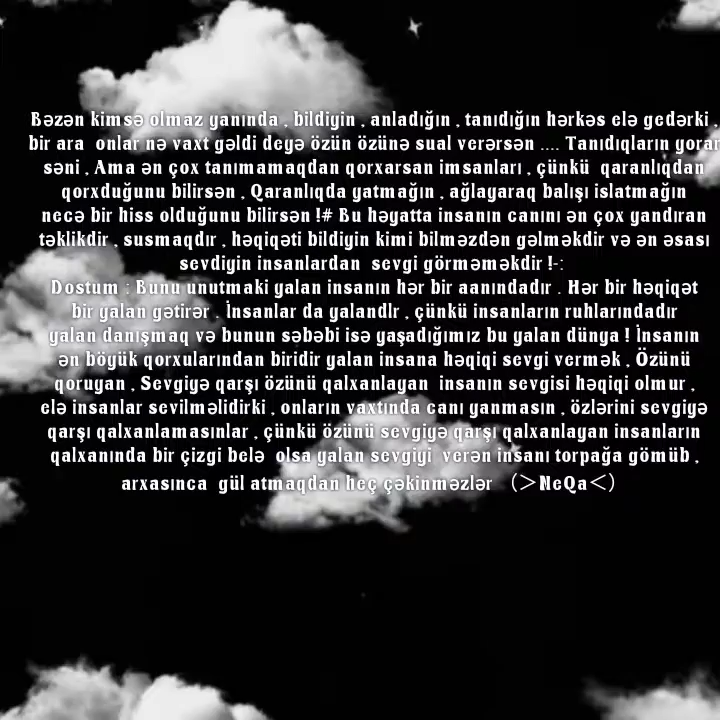 Bəzən kimsə olmaz yanında , bildiyin , anladığın , tanıdığın hərkəs elə gedərki .
bir ara onlar nə vaxt gəldi deyə özün özünə sual verərsən .... Tanıdıqların yorar
səni , Ama ən çox tanımamaqdan qorxarsan imsanları , çünkü qaranlıqdan
qorxduğunu bilirsən , Qaranlıqda yatmağın , ağlayaraq balışı islatmağın
necə bir hiss olduğunu bilirsən !# Bu həyatta insanın canını ən çox yandıran
təklikdir , susmaqdır , həqiqəti bildiyin kimi bilməzdən gəlməkdir və ən əsası
sevdiyin insanlardan sevgi görməməkdir !-:
Dostum : Bunu unutmaki yalan insanın hər bir aanındadır . Hər bir həqiqət
bir yalan gətirər . İnsanlar da yalandlr , çünkü insanların ruhlarındadır
yalan danışmaq və bunun səbəbi isə yaşadığımız bu yalan dünya ! İnsanın
ən böyük qorxularından biridir yalan insana həqiqi sevgi vermək , Özünü
qoruyan , Sevgiyə qarşı özünü qalxanlayan insanın sevgisi həqiqi olmur ,
elə insanlar sevilməlidirki , onların vaxtında canı yanmasın , özlərini sevgiyə
qarşı qalxanlamasınlar , çünkü özünü sevgiyə qarşı qalxanlayan insanların
qalxanında bir çizgi belə olsa yalan sevgiyi verən insanı torpağa gömüb ,
arxasınca gül atmaqdan heç çəkinməzlər (＞NeQa＜)